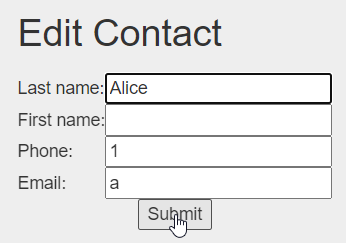 Edit Contact
Last name: Alice
First name:
Phone: 1
Email: a
Submit